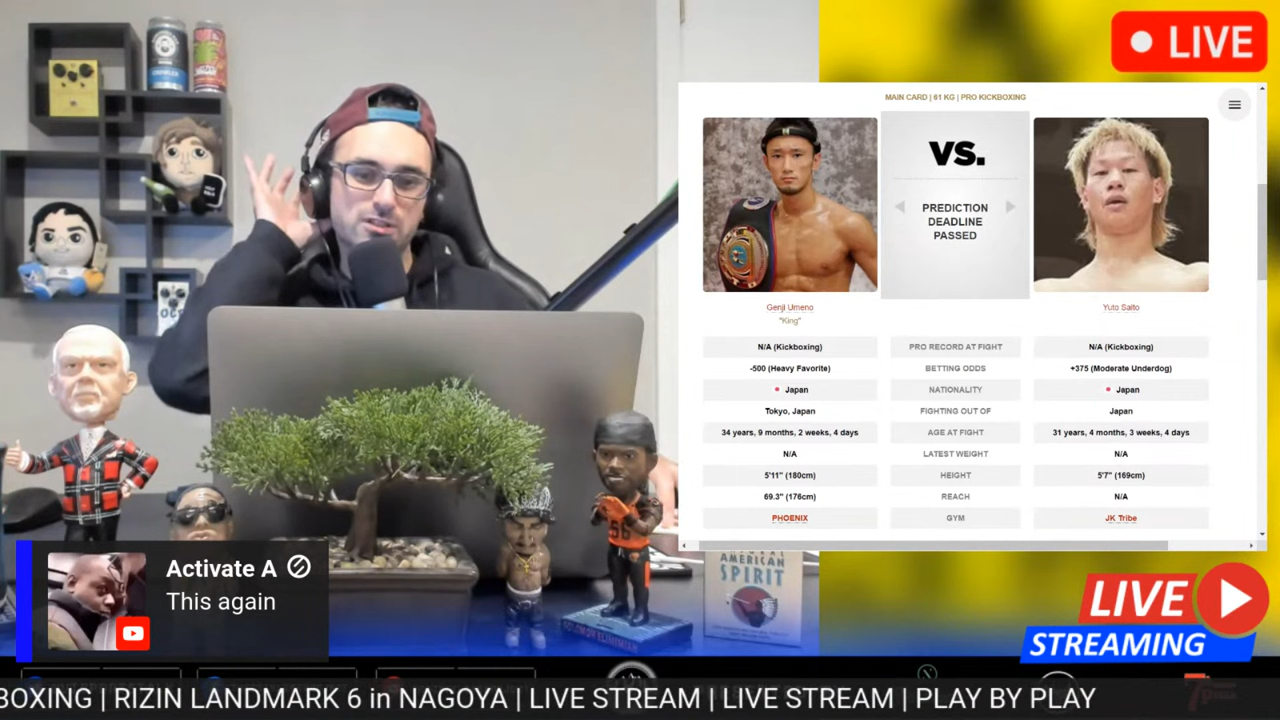 LIVE
MAIN CARD | 61 KG | PRO KICKBOXING
VS.
PREDICTION
DEADLINE
PASSED
Genji Umeno
"King"
Yuto Saito
N/A (Kickboxing) PRO RECORD AT FIGHT N/A (Kickboxing)
-500 (Heavy Favorite) BETTING ODDS +375 (Moderate Underdog)
Japan NATIONALITY Japan
Tokyo, Japan FIGHTING OUT OF Japan
34 years, 9 months, 2 weeks, 4 days AGE AT FIGHT 31 years, 4 months, 3 weeks, 4 days
N/A LATEST WEIGHT N/A
5'11" (180cm) HEIGHT 5'7" (169cm)
69.3" (176cm) REACH N/A
PHOENIX GYM JK Tribe
AMERICAN
SPIRIT
56
SOLOMON ELIMIMIAN
Activate A
This again
LIVE
STREAMING
BOXING | RIZIN LANDMARK 6 in NAGOYA | LIVE STREAM | LIVE STREAM | PLAY BY PLAY